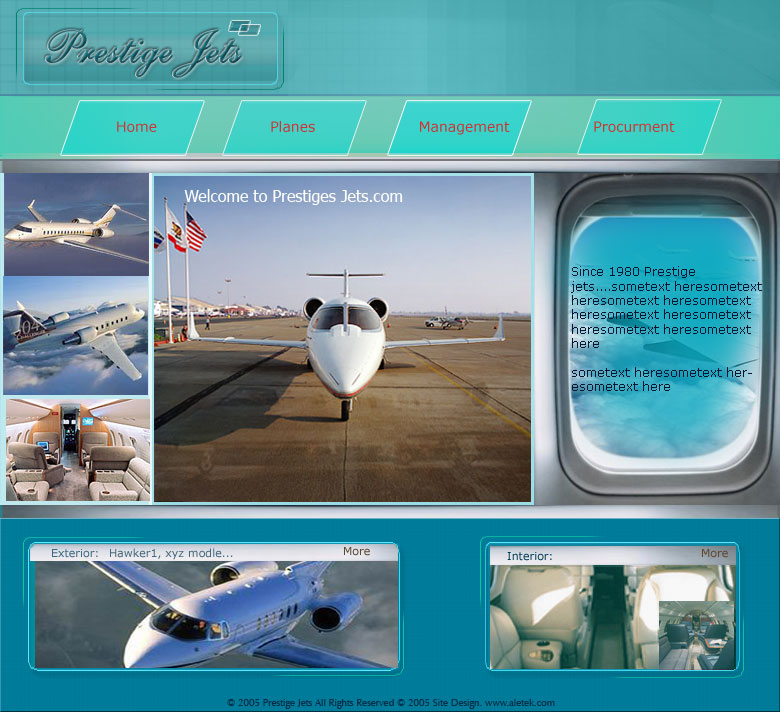 Prestige Jets
Home Planes Management Procurment
Welcome to Prestiges Jets.com
Since 1980 Prestige
jets....sometext heresometext
heresometext heresometext
heresometext heresometext
heresometext heresometext
here
sometext heresometext her-
esometext here
Exterior: Hawker1, xyz modle... More
Interior: More
© 2005 Prestige Jets All Rights Reserved © 2005 Site Design. www.aletek.com